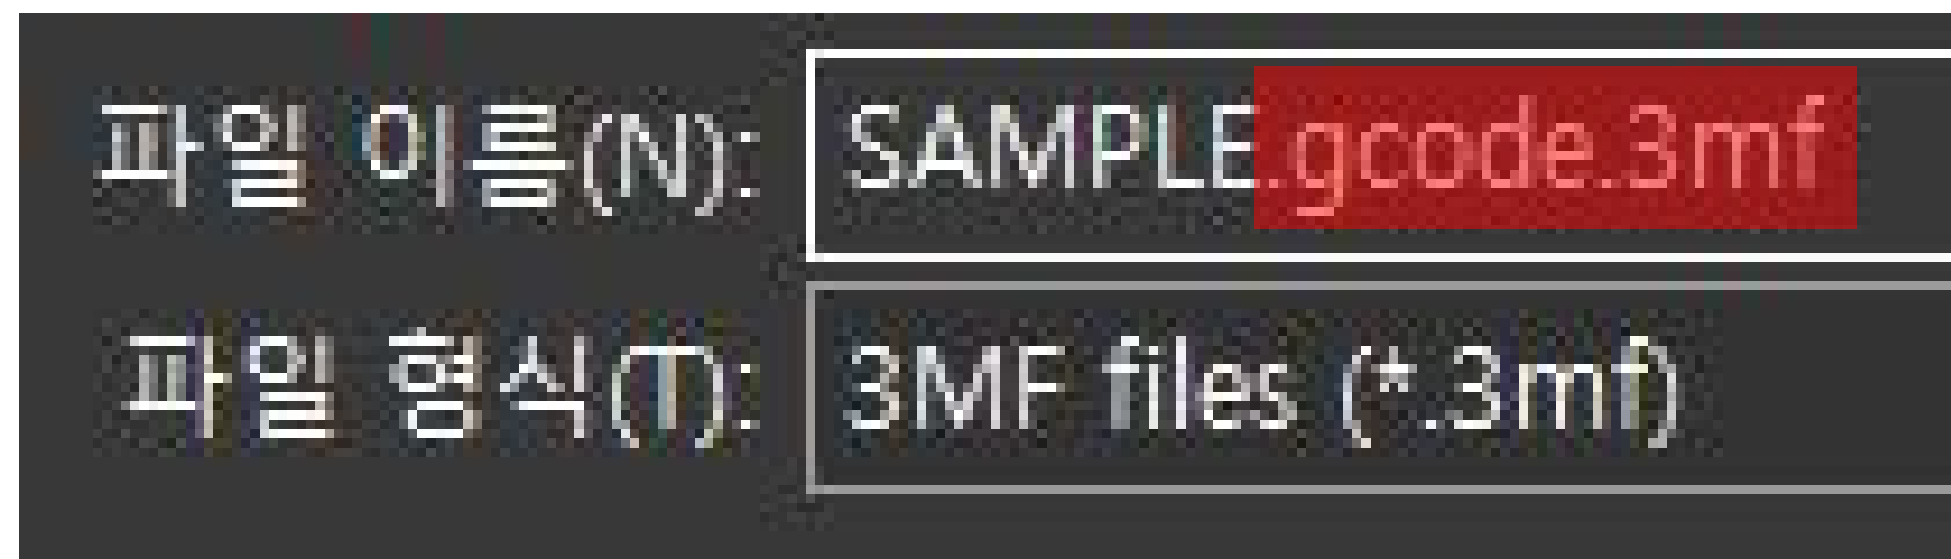 파일 이름(N): SAMPLE.gcode.3mf
파일 형식(T): 3MF files (*.3mf)